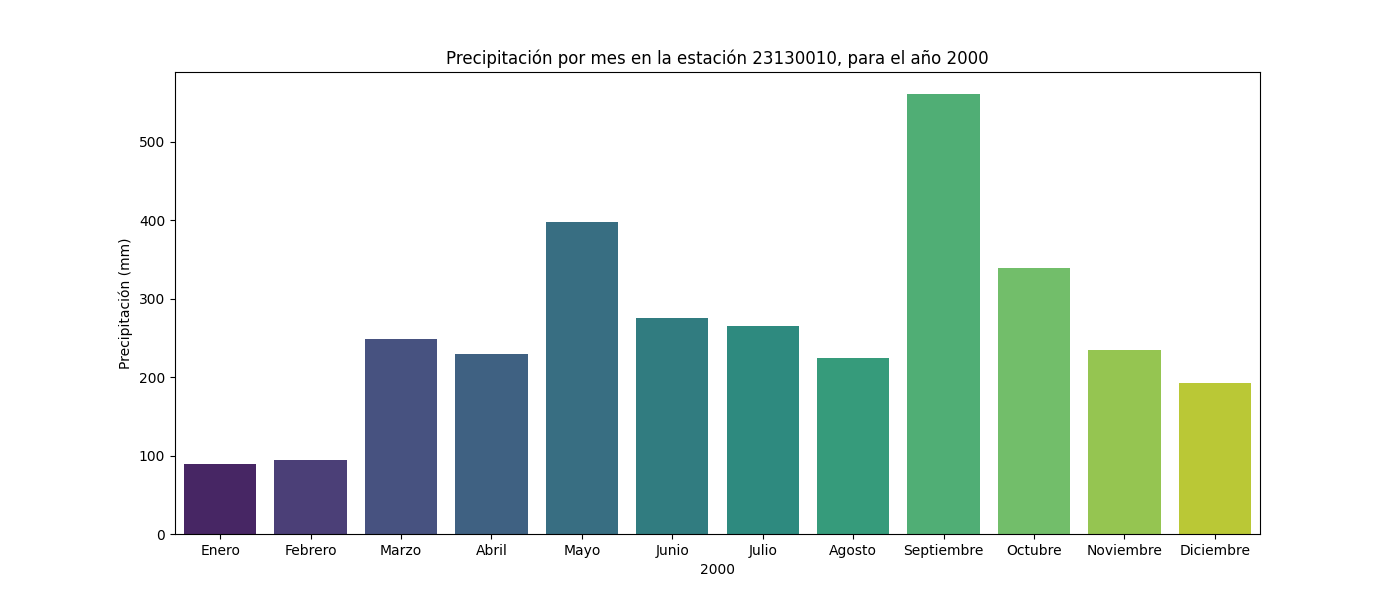 Precipitación por mes en la estación 23130010, para el año 2000
Precipitación (mm)
500
400
300
200
100
0
Enero Febrero Marzo Abril Mayo Junio Julio Agosto Septiembre Octubre Noviembre Diciembre
2000